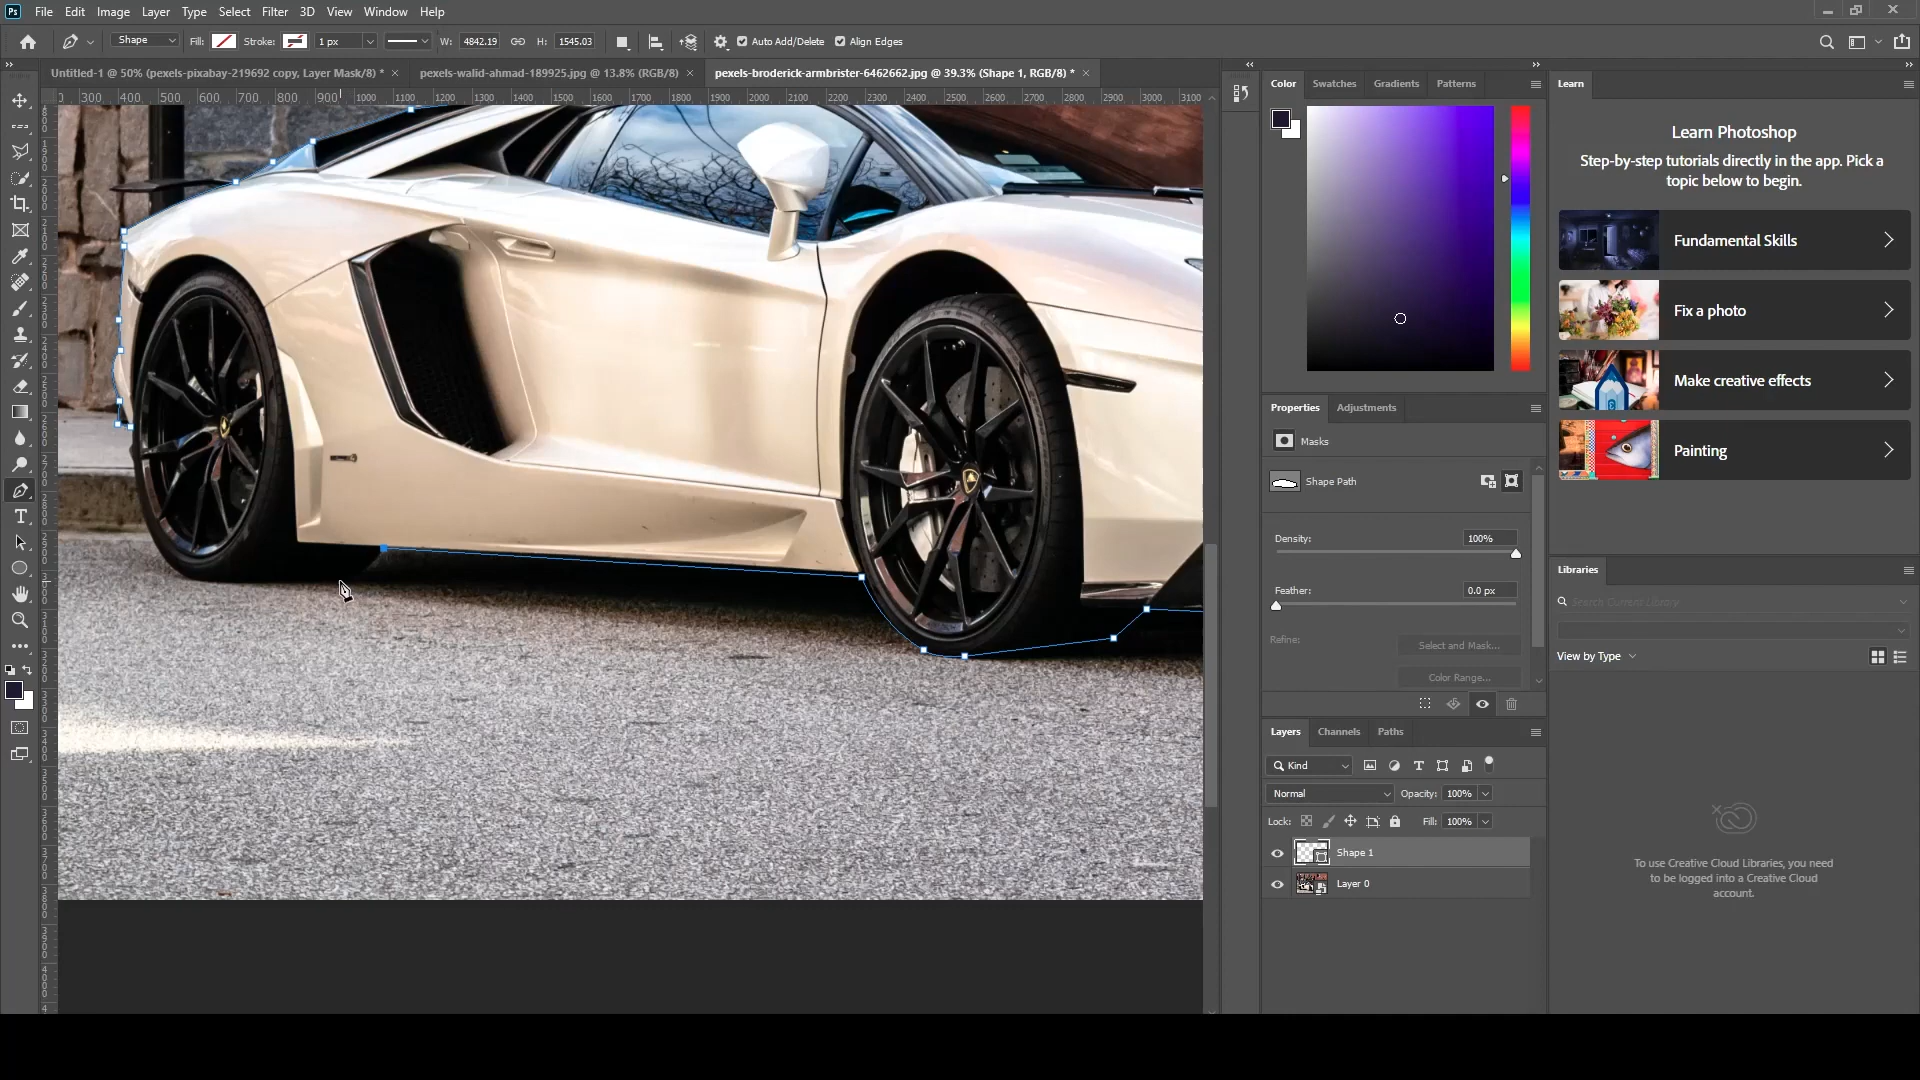 Ps File Edit Image Layer Type Select Filter 3D View Window Help
Shape Fill: Stroke: 1 px W: 4842.19 H: 1545.03 Auto Add/Delete Align Edges
Untitled-1 @ 50% (pexels-pixabay-219692 copy, Layer Mask/8) * × pexels-walid-ahmad-189925.jpg @ 13.8% (RGB/8) × pexels-broderick-armbrister-6462662.jpg @ 39.3% (Shape 1, RGB/8) * ×
300 400 500 600 700 800 900 1000 1100 1200 1300 1400 1500 1600 1700 1800 1900 2000 2100 2200 2300 2400 2500 2600 2700 2800 2900 3000 3100
Color Swatches Gradients Patterns
Properties Adjustments
Masks
Shape Path
Density: 100%
Feather: 0.0 px
Refine: Select and Mask...
Color Range...
Layers Channels Paths
Kind
Normal Opacity: 100%
Lock: Fill: 100%
Shape 1
Layer 0
Learn
Learn Photoshop
Step-by-step tutorials directly in the app. Pick a
topic below to begin.
Fundamental Skills
Fix a photo
Make creative effects
Painting
Libraries
Search Current Library
View by Type
To use Creative Cloud Libraries, you need
to be logged into a Creative Cloud
account.